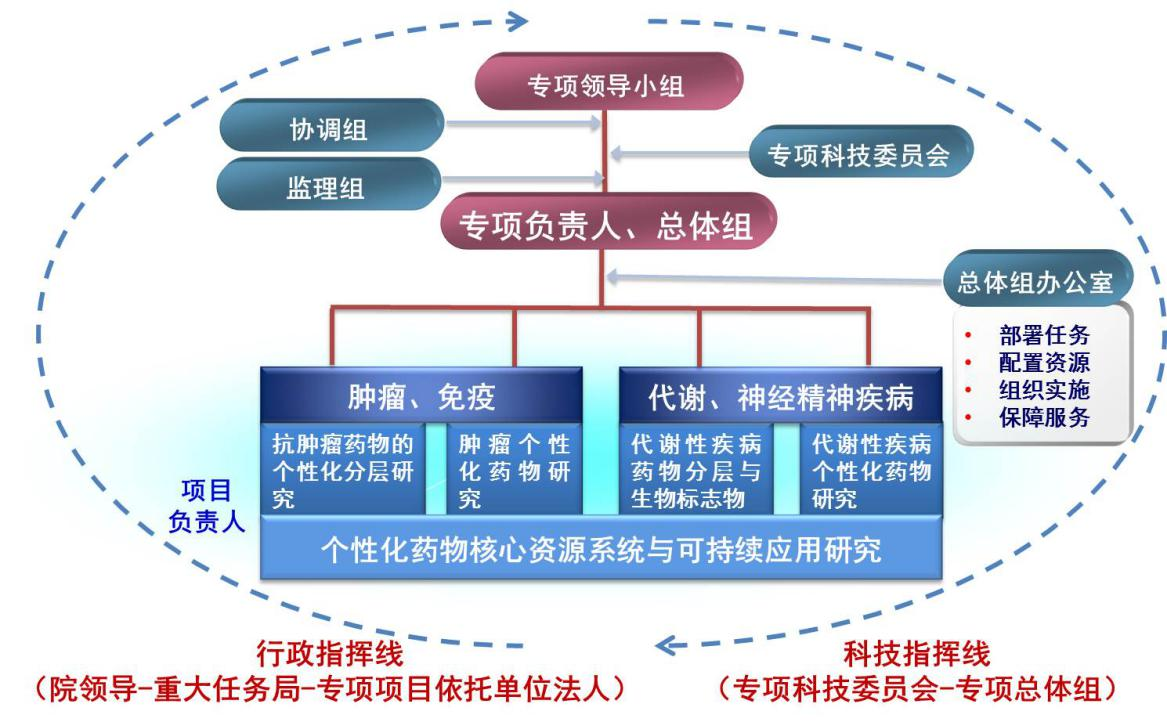 专项领导小组
协调组
专项科技委员会
监理组
专项负责人、总体组
总体组办公室
• 部署任务
• 配置资源
• 组织实施
• 保障服务
肿瘤、免疫
代谢、神经精神疾病
抗肿瘤药物的
个性化分层研
究
肿瘤个性
化药物研
究
代谢性疾病
药物分层与
生物标志物
代谢性疾病
个性化药物
研究
项目
负责人
个性化药物核心资源系统与可持续应用研究
行政指挥线
（院领导-重大任务局-专项项目依托单位法人）
科技指挥线
（专项科技委员会-专项总体组）